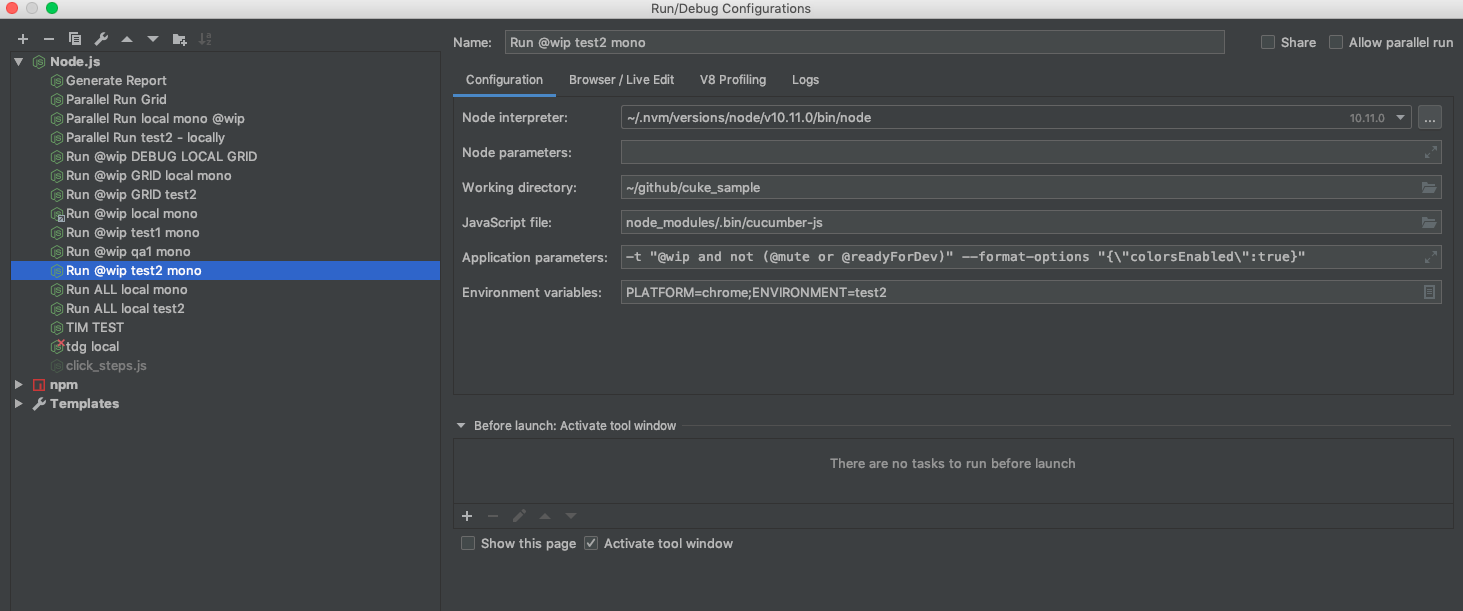 Run/Debug Configurations
Name: Run @wip test2 mono Share Allow parallel run
Node.js
Generate Report
Parallel Run Grid
Parallel Run local mono @wip
Parallel Run test2 - locally
Run @wip DEBUG LOCAL GRID
Run @wip GRID local mono
Run @wip GRID test2
Run @wip local mono
Run @wip test1 mono
Run @wip qa1 mono
Run @wip test2 mono
Run ALL local mono
Run ALL local test2
TIM TEST
tdg local
click_steps.js
npm
Templates
Configuration Browser / Live Edit V8 Profiling Logs
Node interpreter: ~/.nvm/versions/node/v10.11.0/bin/node 10.11.0 ...
Node parameters:
Working directory: ~/github/cuke_sample
JavaScript file: node_modules/.bin/cucumber-js
Application parameters: -t "@wip and not (@mute or @readyForDev)" --format-options "{\"colorsEnabled\":true}"
Environment variables: PLATFORM=chrome;ENVIRONMENT=test2
Before launch: Activate tool window
There are no tasks to run before launch
Show this page Activate tool window